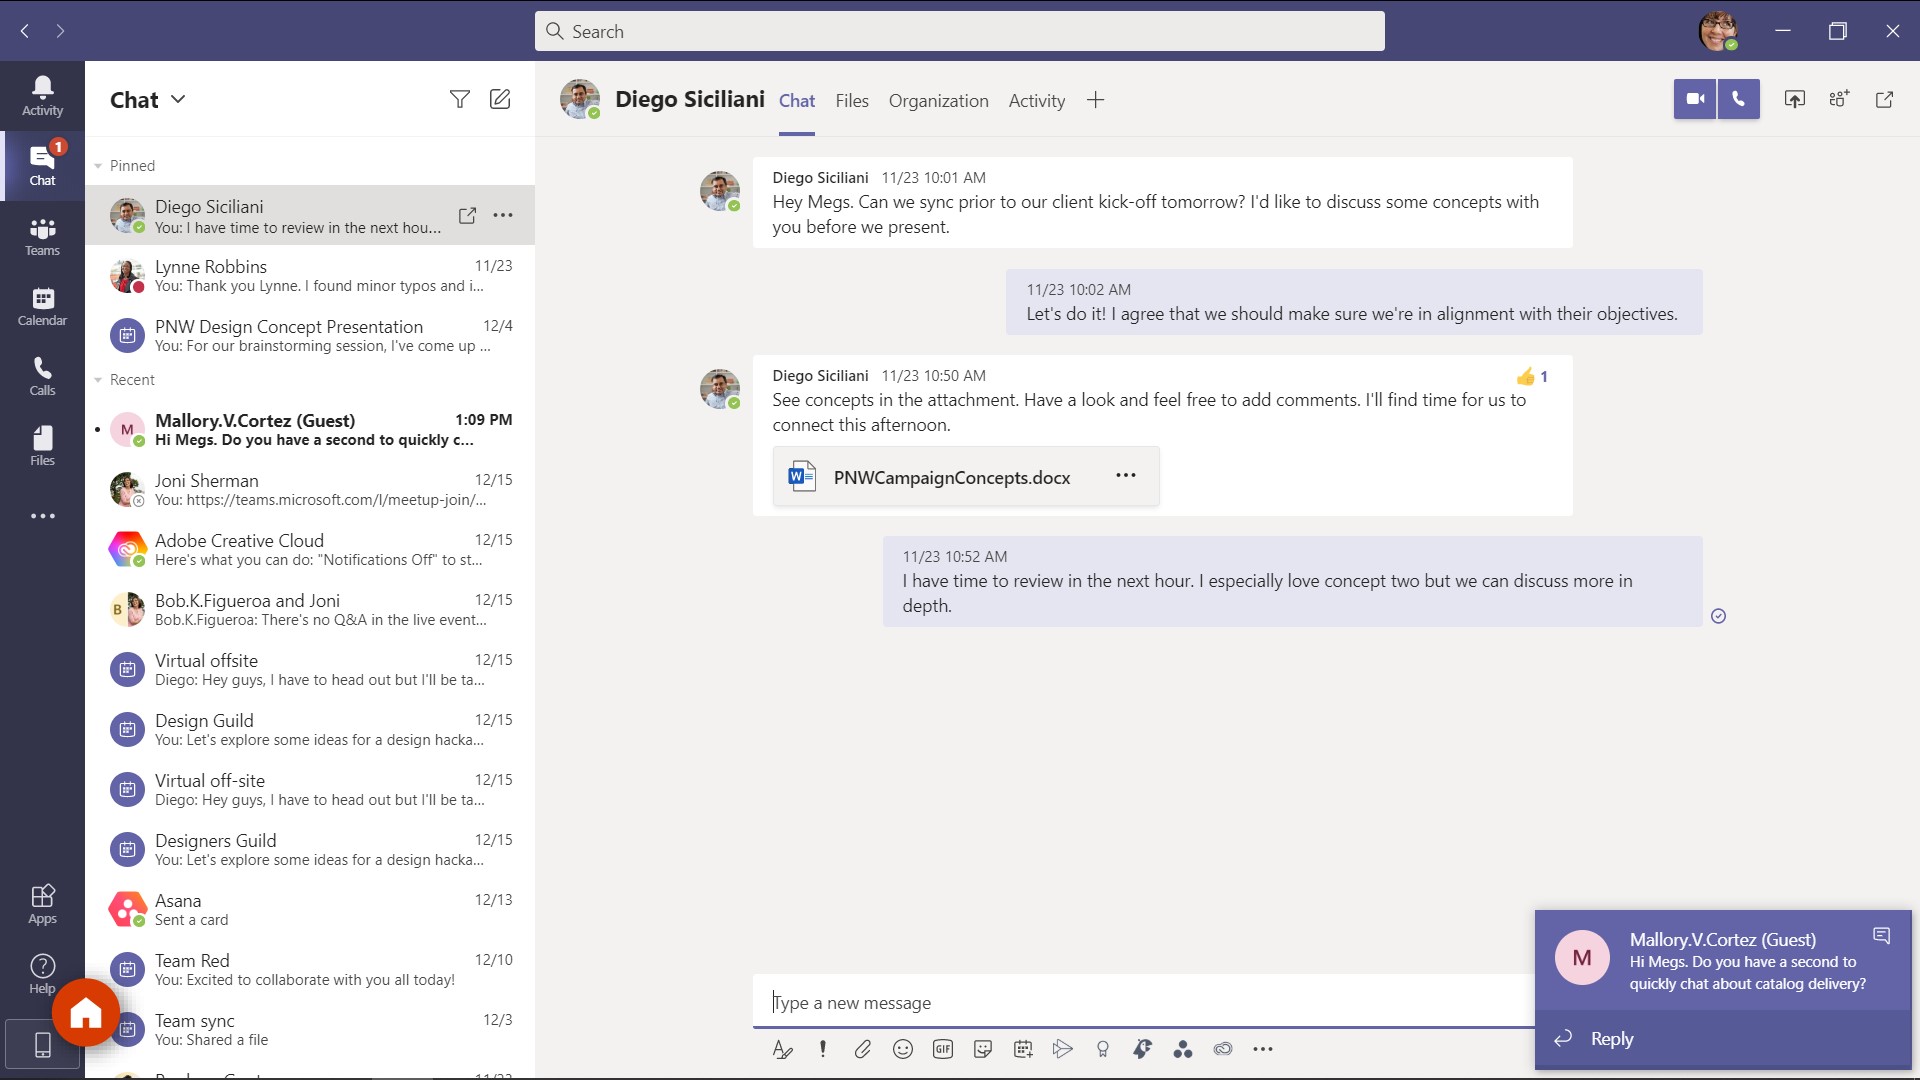 Search
Activity
Chat
1
Teams
Calendar
Calls
Files
Apps
Help
Chat
Pinned
Diego Siciliani
You: I have time to review in the next hou...
Lynne Robbins
11/23
You: Thank you Lynne. I found minor typos and i...
PNW Design Concept Presentation
12/4
You: For our brainstorming session, I've come up ...
Recent
M
Mallory.V.Cortez (Guest)
1:09 PM
Hi Megs. Do you have a second to quickly c...
Joni Sherman
12/15
You: https://teams.microsoft.com/l/meetup-join/...
Adobe Creative Cloud
12/15
Here's what you can do: "Notifications Off" to st...
B
Bob.K.Figueroa and Joni
12/15
Bob.K.Figueroa: There's no Q&A in the live event...
Virtual offsite
12/15
Diego: Hey guys, I have to head out but I'll be ta...
Design Guild
12/15
You: Let's explore some ideas for a design hacka...
Virtual off-site
12/15
Diego: Hey guys, I have to head out but I'll be ta...
Designers Guild
12/15
You: Let's explore some ideas for a design hacka...
Asana
12/13
Sent a card
Team Red
12/10
You: Excited to collaborate with you all today!
Team sync
12/3
You: Shared a file
Diego Siciliani
Chat
Files
Organization
Activity
Diego Siciliani 11/23 10:01 AM
Hey Megs. Can we sync prior to our client kick-off tomorrow? I'd like to discuss some concepts with
you before we present.
11/23 10:02 AM
Let's do it! I agree that we should make sure we're in alignment with their objectives.
Diego Siciliani 11/23 10:50 AM
1
See concepts in the attachment. Have a look and feel free to add comments. I'll find time for us to
connect this afternoon.
W
PNWCampaignConcepts.docx
11/23 10:52 AM
I have time to review in the next hour. I especially love concept two but we can discuss more in
depth.
Type a new message
GIF
M
Mallory.V.Cortez (Guest)
Hi Megs. Do you have a second to
quickly chat about catalog delivery?
Reply